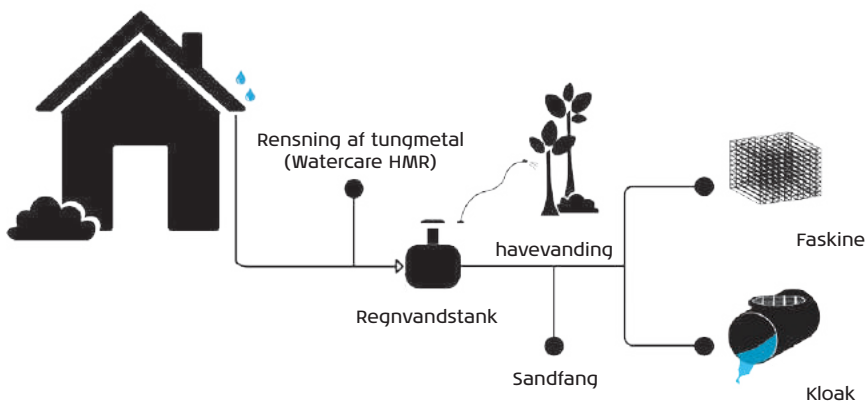 Rensning af tungmetal
(Watercare HMR)
havevanding
Faskine
Regnvandstank
Sandfang
Kloak